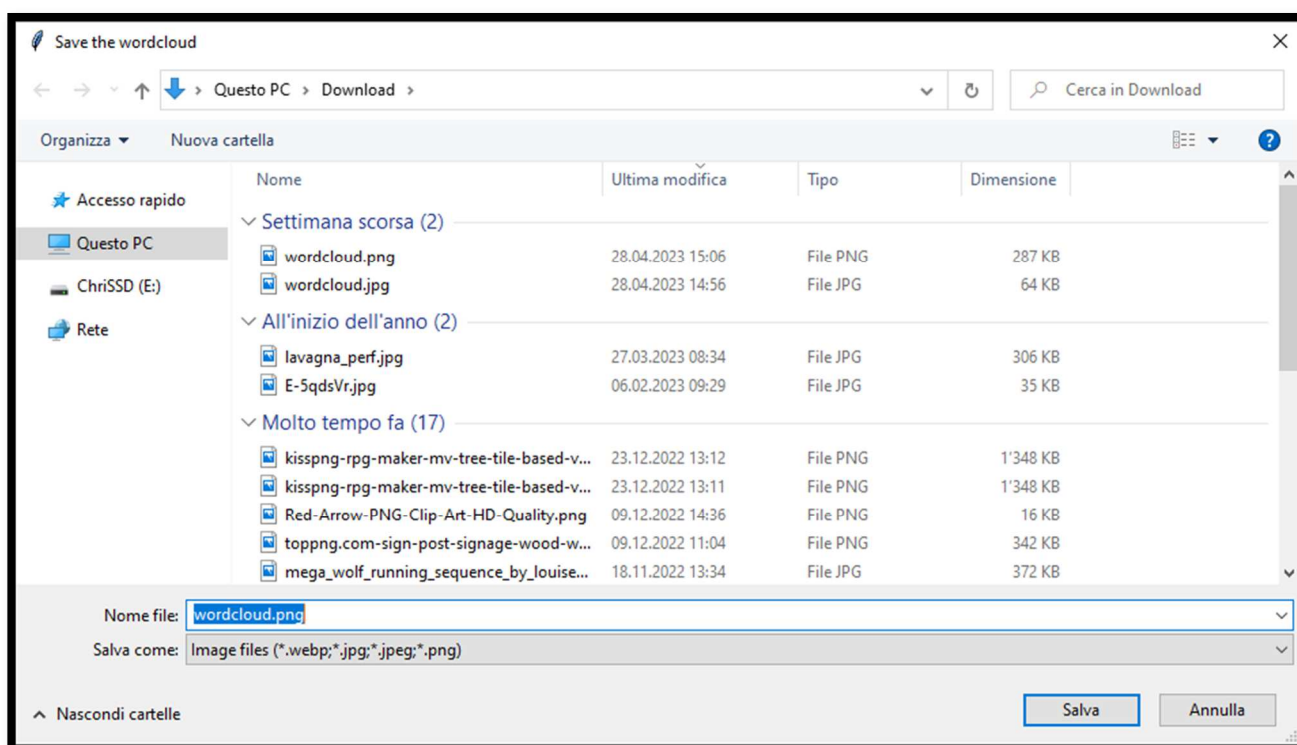 Save the wordcloud
Questo PC > Download >
Cerca in Download
Organizza
Nuova cartella
Nome Ultima modifica Tipo Dimensione
Accesso rapido
Questo PC
ChriSSD (E:)
Rete
Settimana scorsa (2)
wordcloud.png 28.04.2023 15:06 File PNG 287 KB
wordcloud.jpg 28.04.2023 14:56 File JPG 64 KB
All'inizio dell'anno (2)
lavagna_perf.jpg 27.03.2023 08:34 File JPG 306 KB
E-5qdsVr.jpg 06.02.2023 09:29 File JPG 35 KB
Molto tempo fa (17)
kisspng-rpg-maker-mv-tree-tile-based-v... 23.12.2022 13:12 File PNG 1'348 KB
kisspng-rpg-maker-mv-tree-tile-based-v... 23.12.2022 13:11 File PNG 1'348 KB
Red-Arrow-PNG-Clip-Art-HD-Quality.png 09.12.2022 14:36 File PNG 16 KB
toppng.com-sign-post-signage-wood-w... 09.12.2022 11:04 File PNG 342 KB
mega_wolf_running_sequence_by_louise... 18.11.2022 13:34 File JPG 372 KB
Nome file: wordcloud.png
Salva come: Image files (*.webp;*.jpg;*.jpeg;*.png)
Nascondi cartelle
Salva
Annulla